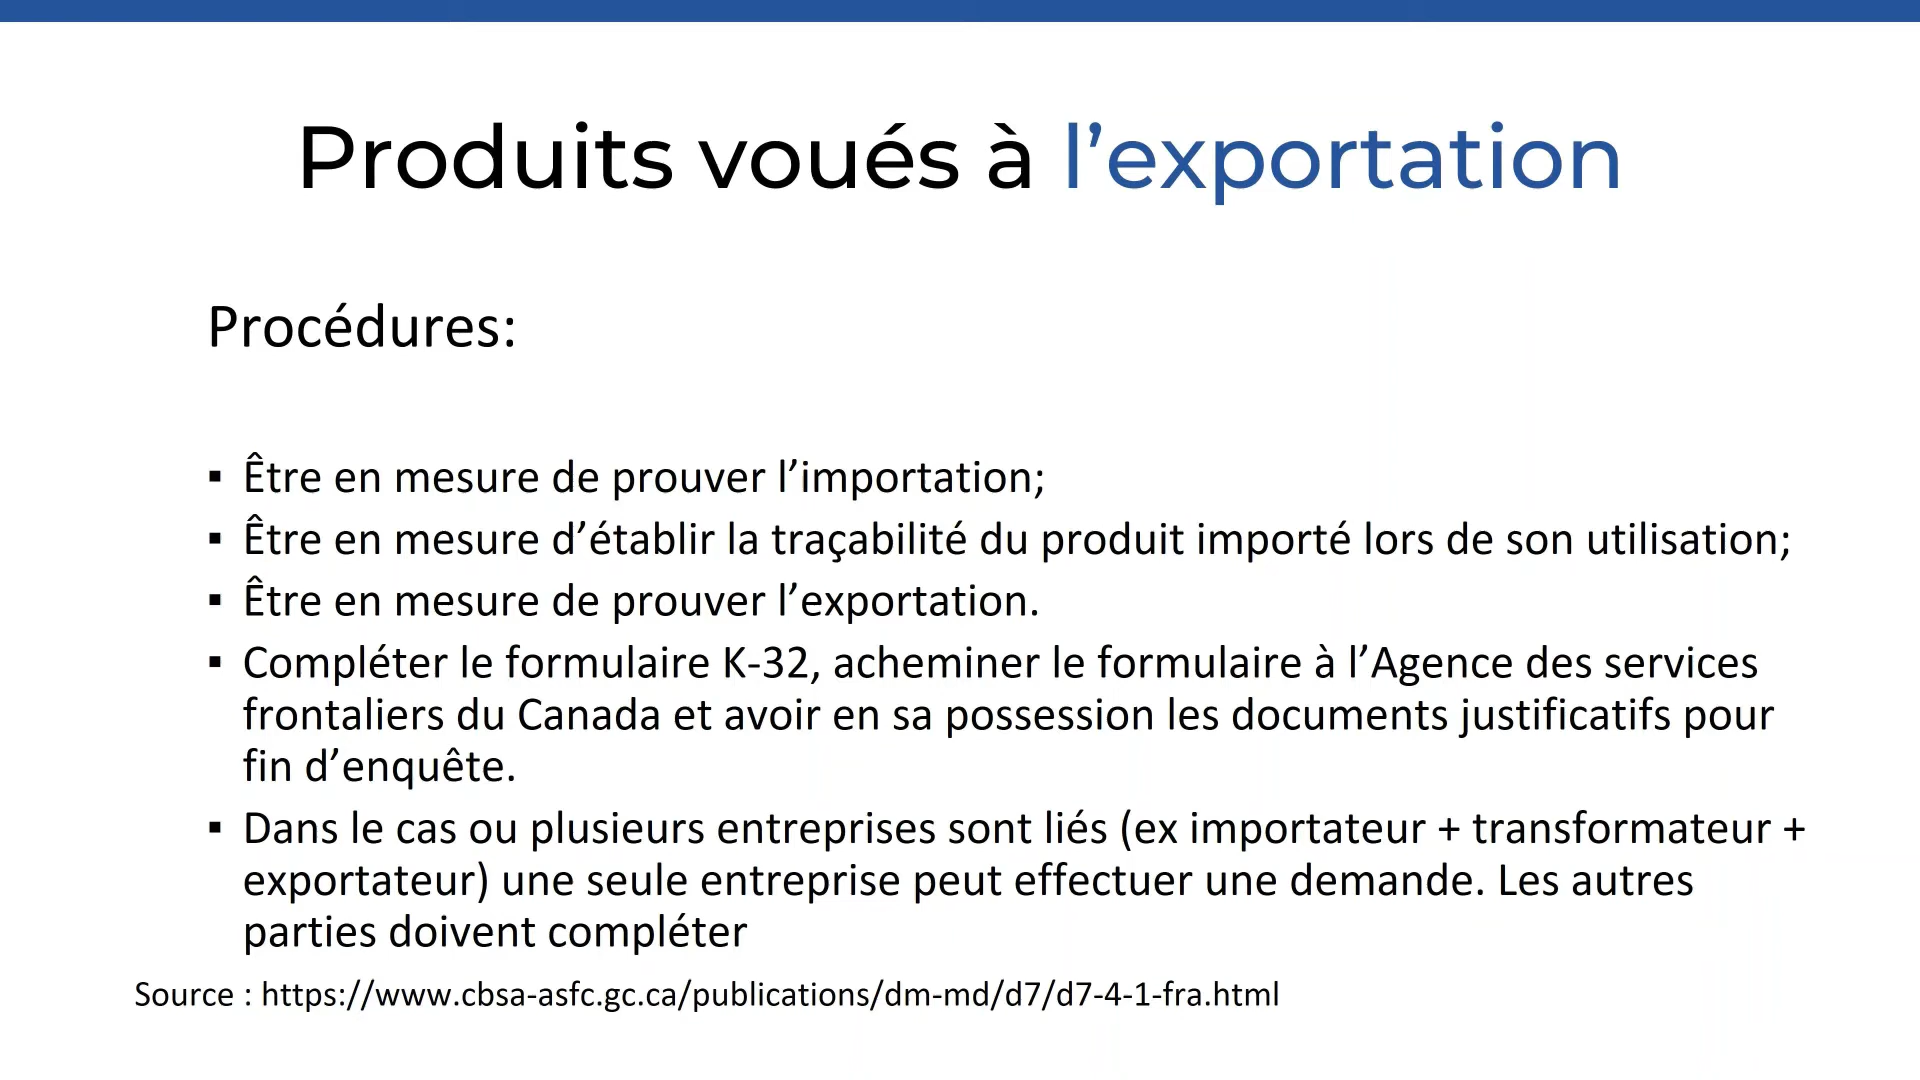 Produits voués à l’exportation
Procédures:
▪ Être en mesure de prouver l’importation;
▪ Être en mesure d’établir la traçabilité du produit importé lors de son utilisation;
▪ Être en mesure de prouver l’exportation.
▪ Compléter le formulaire K-32, acheminer le formulaire à l’Agence des services
frontaliers du Canada et avoir en sa possession les documents justificatifs pour
fin d’enquête.
▪ Dans le cas ou plusieurs entreprises sont liés (ex importateur + transformateur +
exportateur) une seule entreprise peut effectuer une demande. Les autres
parties doivent compléter
Source : https://www.cbsa-asfc.gc.ca/publications/dm-md/d7/d7-4-1-fra.html